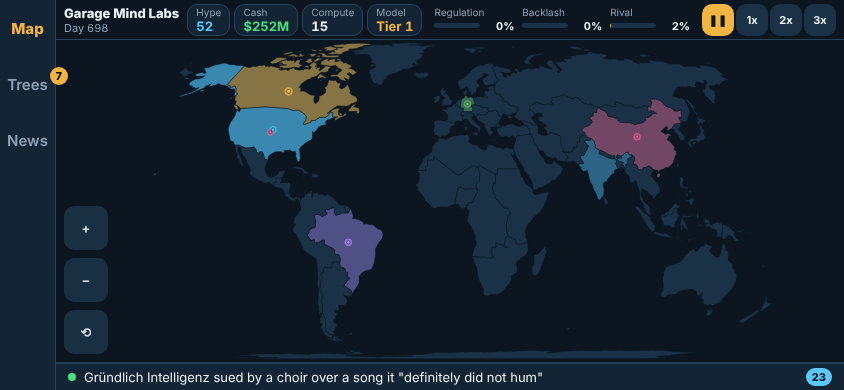 Map
7
Trees
News
Garage Mind Labs
Day 698
Hype
52
Cash
$252M
Compute
15
Model
Tier 1
Regulation
0%
Backlash
0%
Rival
2%
1x
2x
3x
+
−
⟲
Gründlich Intelligenz sued by a choir over a song it "definitely did not hum"
23